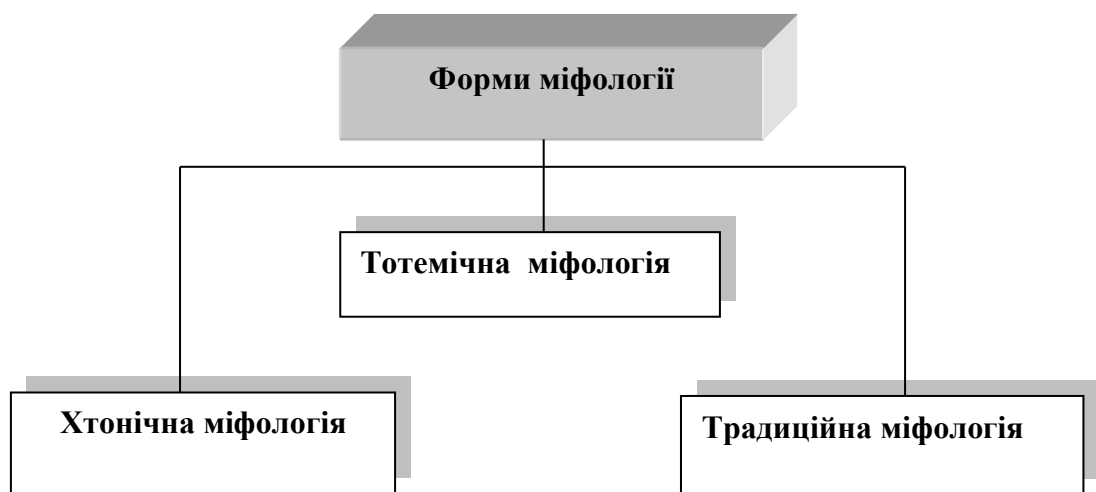 Форми міфології
Тотемічна міфологія
Хтонічна міфологія
Традиційна міфологія